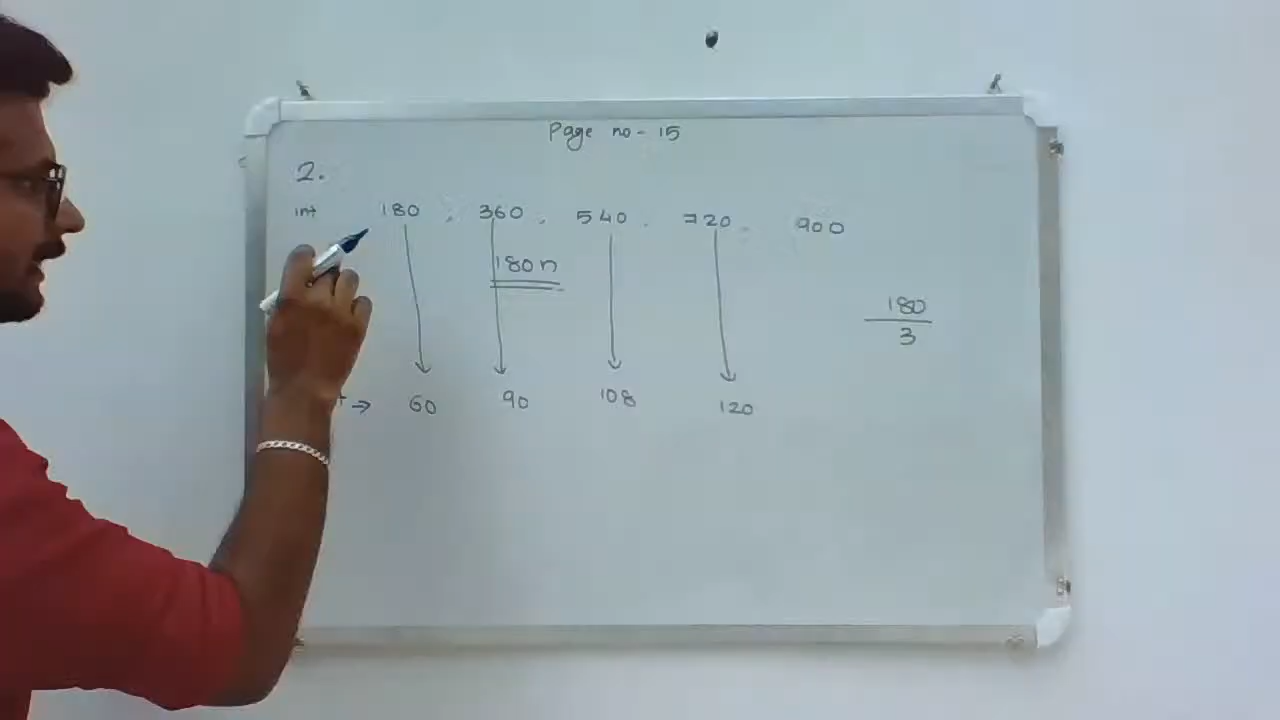 Page no - 15
2.
int 180, 360, 540, 720, 900
180n
180
3
→ 60 90 108 120